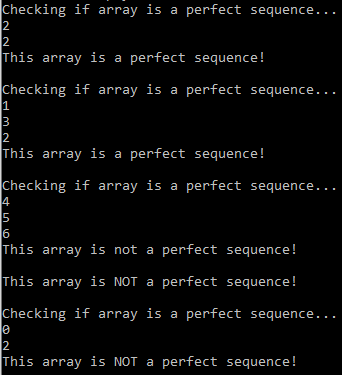 Checking if array is a perfect sequence...
2
2
This array is a perfect sequence!
Checking if array is a perfect sequence...
1
3
2
This array is a perfect sequence!
Checking if array is a perfect sequence...
4
5
6
This array is not a perfect sequence!
This array is NOT a perfect sequence!
Checking if array is a perfect sequence...
0
2
This array is NOT a perfect sequence!